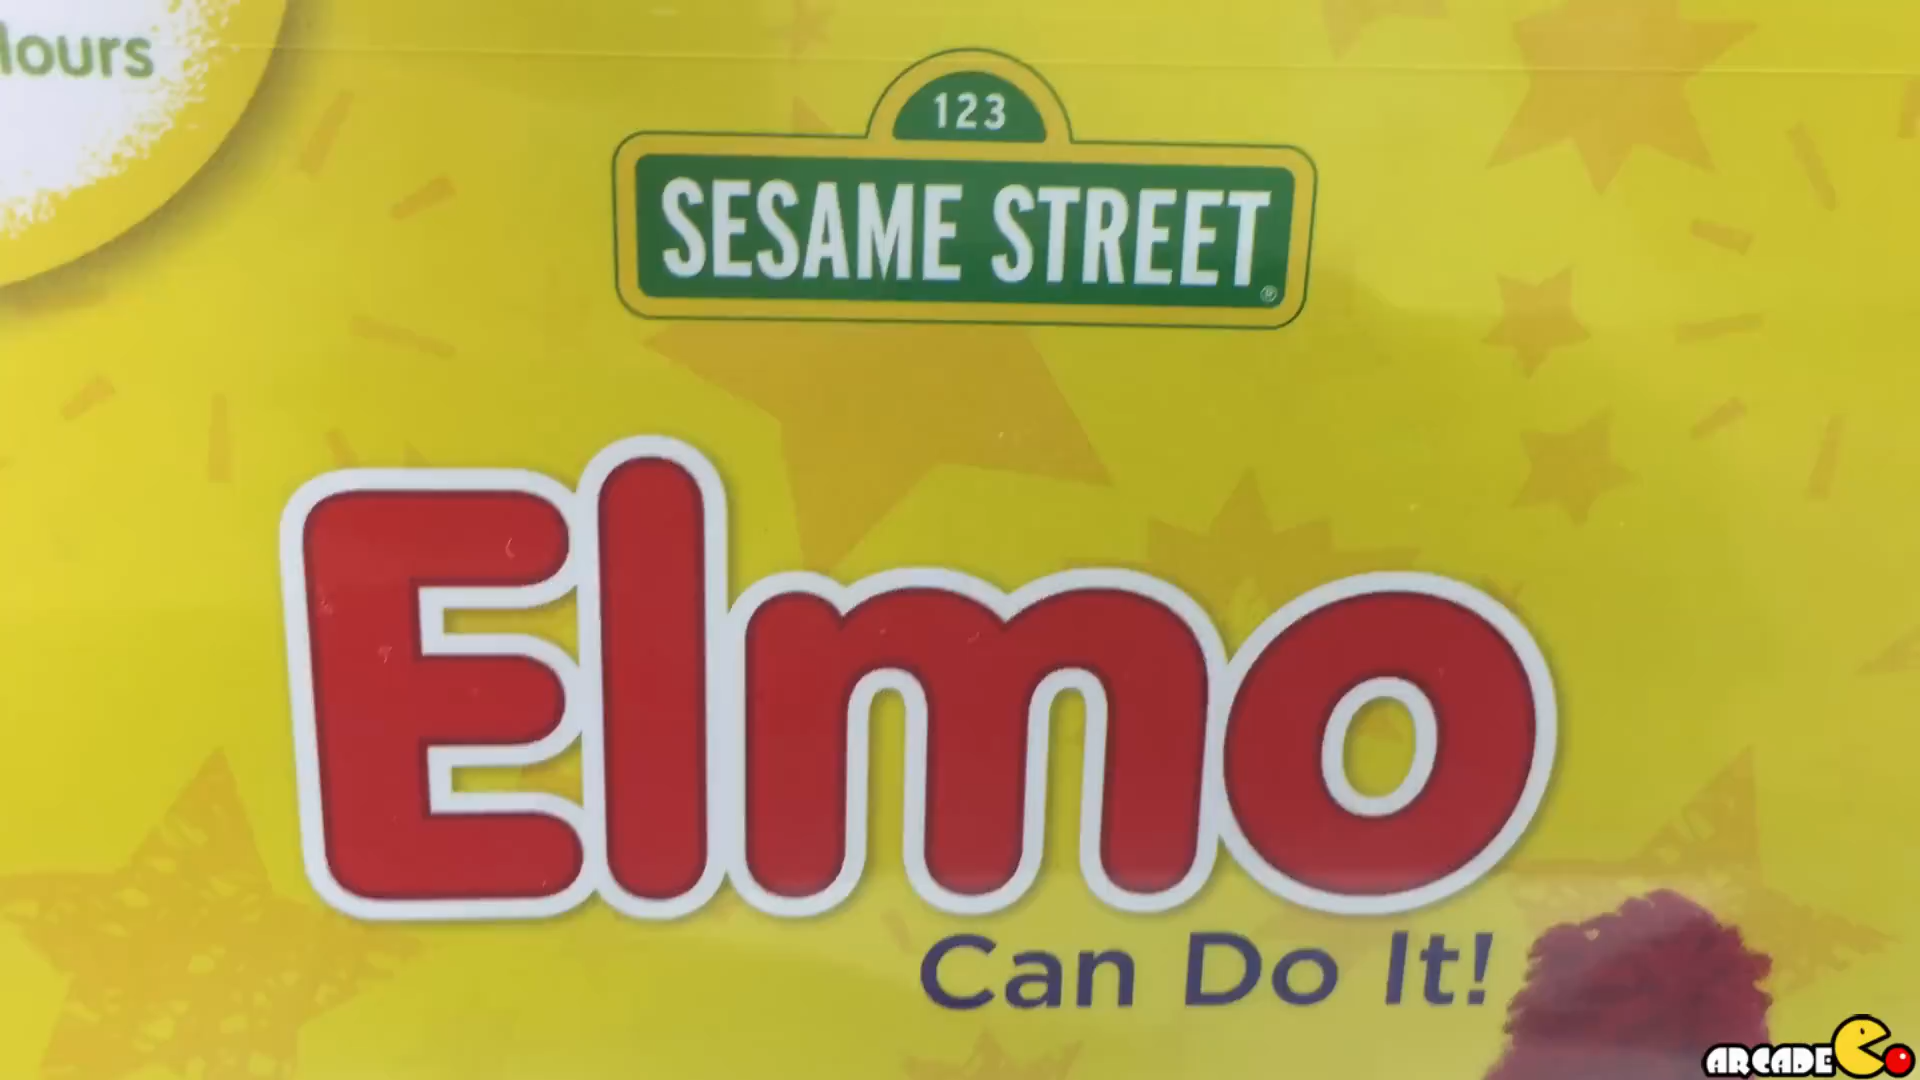 lours
123
SESAME STREET®
Elmo
Can Do It!
ARCADE